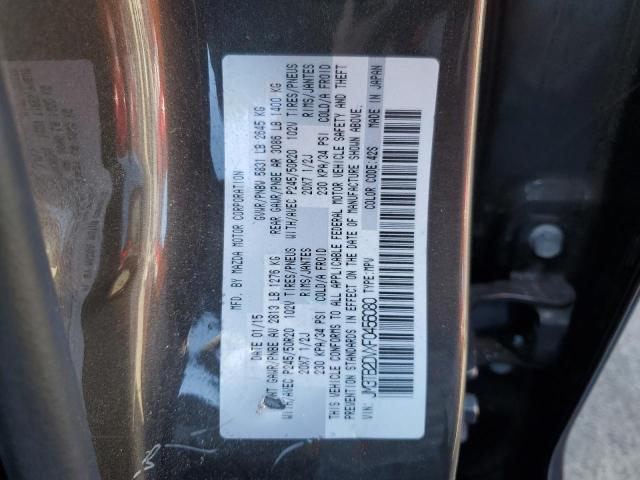 MFD. BY MAZDA MOTOR CORPORATION
DATE 01/15
GVWR/PNBV 5831 LB 2645 KG
GAWR/PNBE AV 2813 LB 1276 KG
REAR GAWR/PNBE AR 3086 LB 1400 KG
WITH/AVEC P245/50R20 102V TIRES/PNEUS
WITH/AVEC P245/50R20 102V TIRES/PNEUS
20X7 1/2J RIMS/JANTES
20X7 1/2J RIMS/JANTES
230 KPA/34 PSI COLD/A FROID
230 KPA/34 PSI COLD/A FROID
THIS VEHICLE CONFORMS TO ALL APPLICABLE FEDERAL MOTOR VEHICLE SAFETY AND THEFT
PREVENTION STANDARDS IN EFFECT ON THE DATE OF MANUFACTURE SHOWN ABOVE.
VIN: JM3TB2DV7F0456080 TYPE: MPV
COLOR CODE: 42S
MADE IN JAPAN